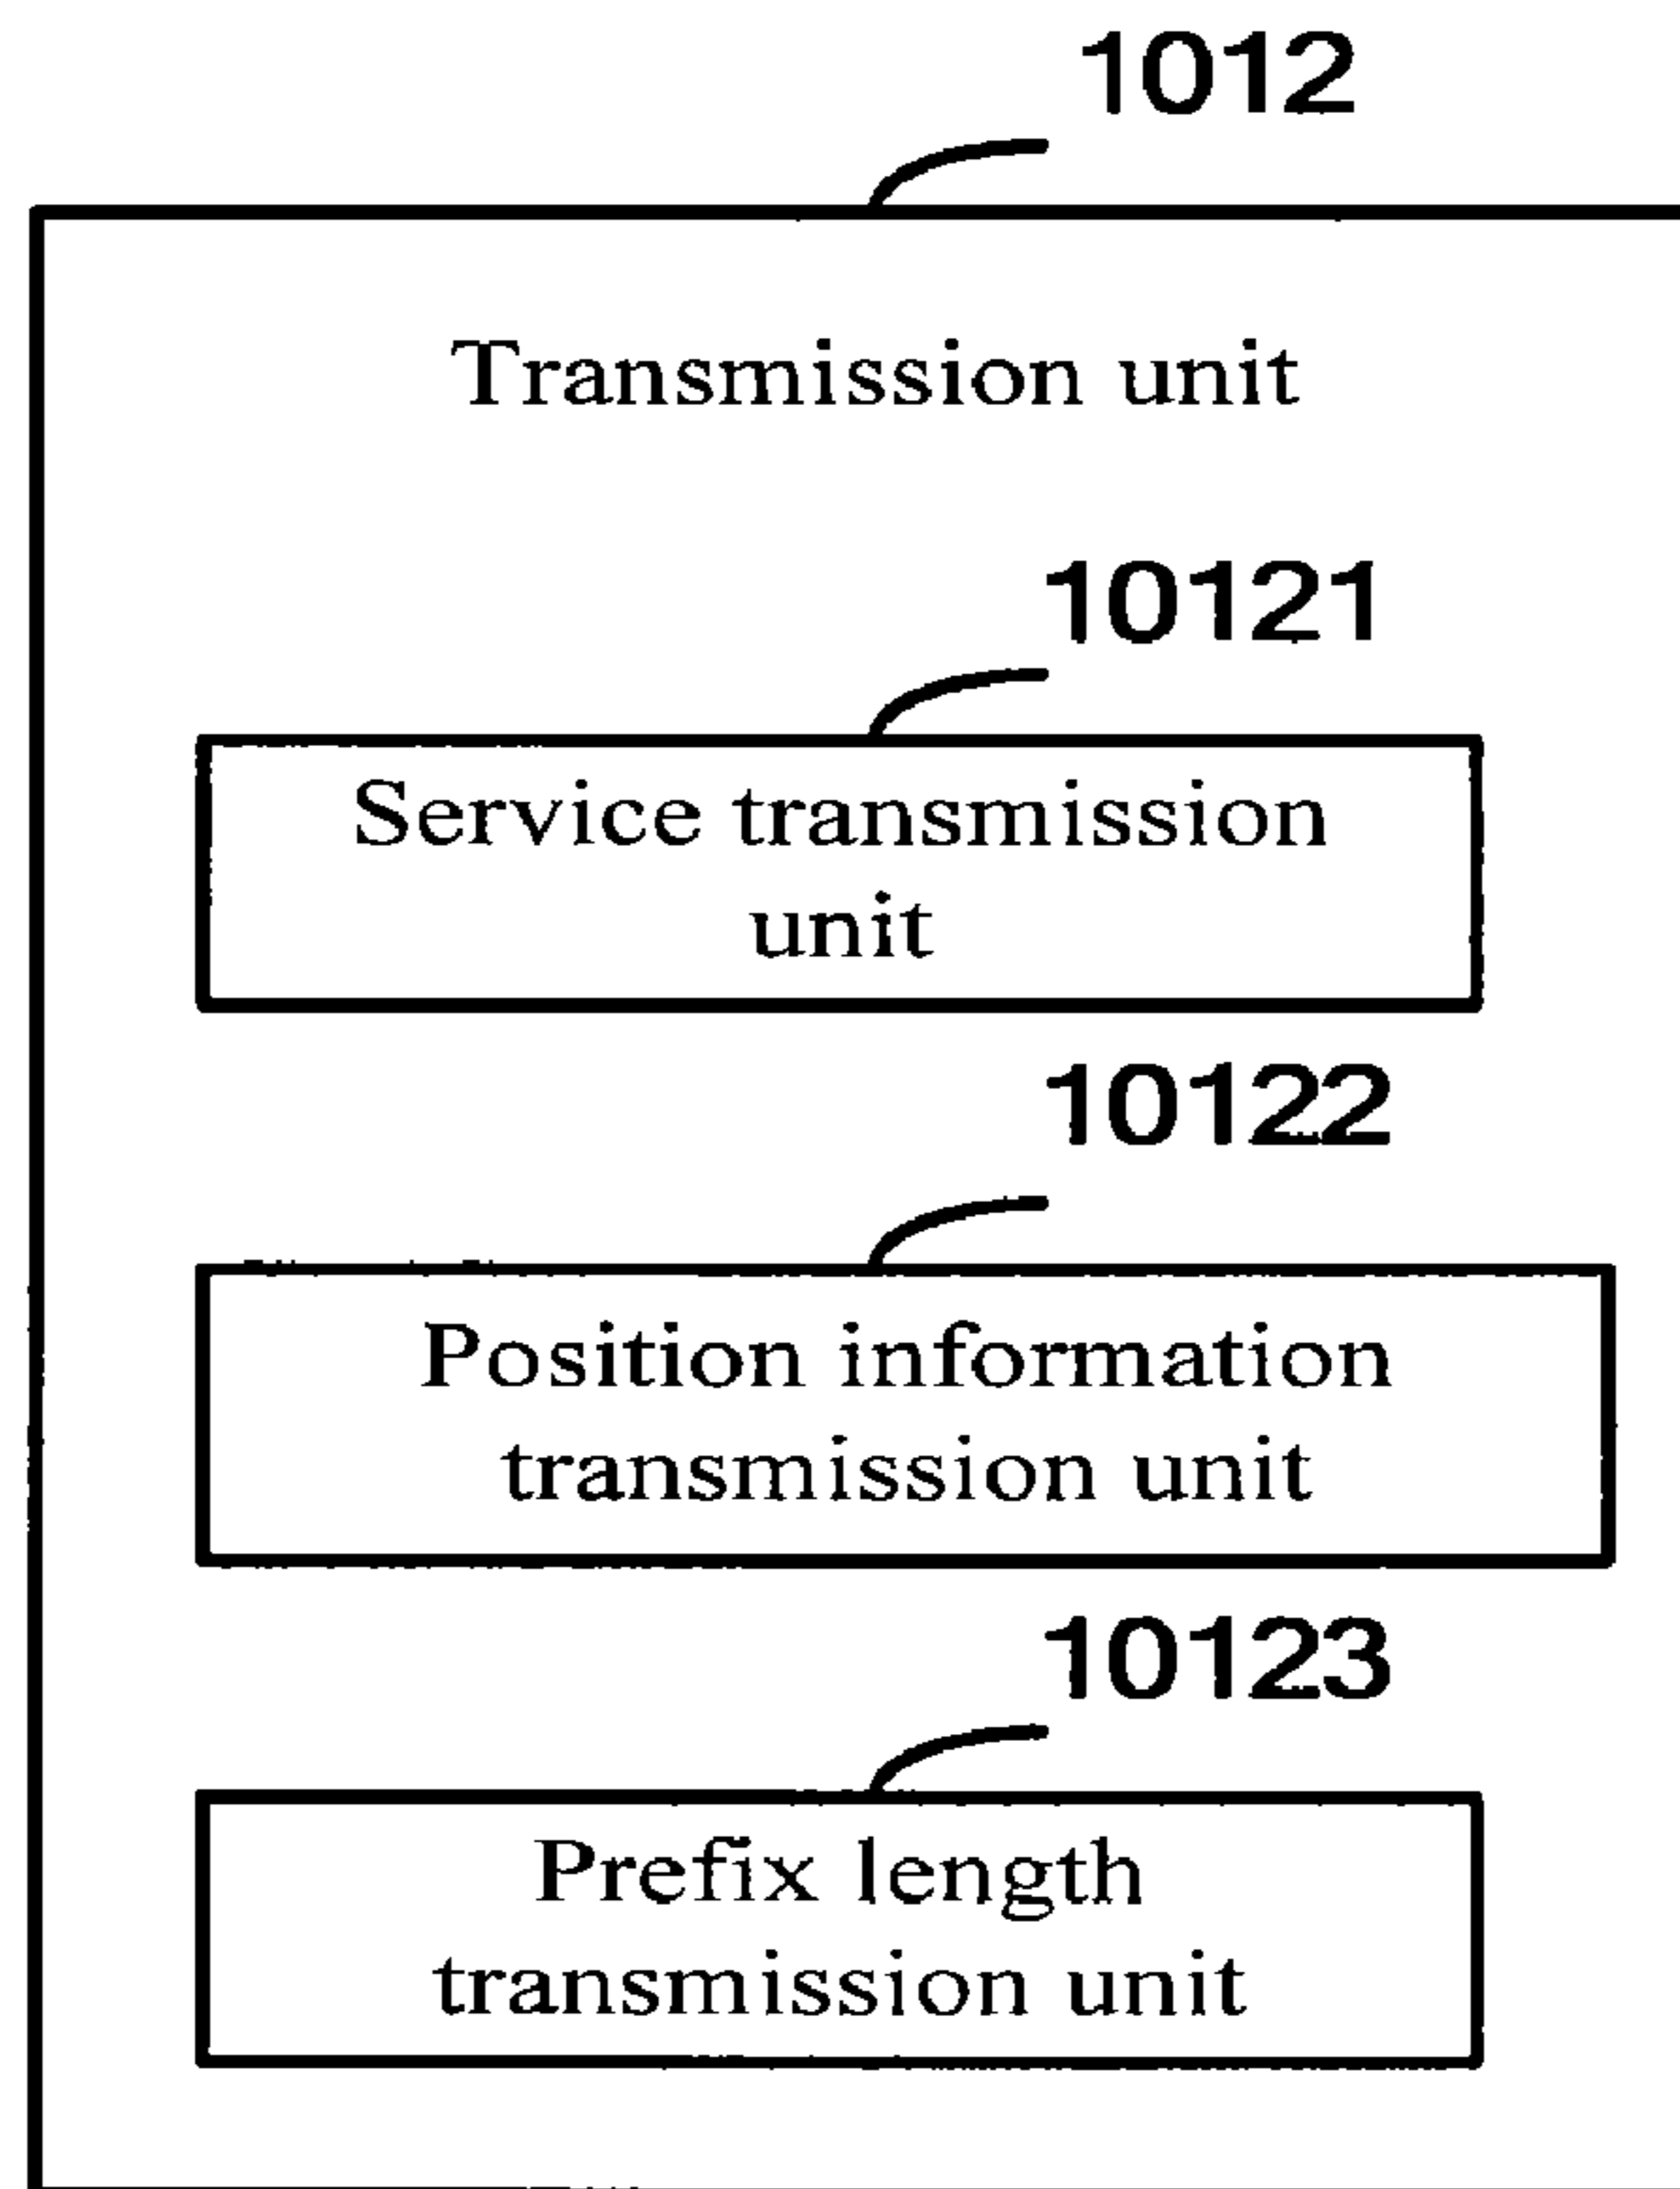 1012
Transmission unit
10121
Service transmission
unit
10122
Position information
transmission unit
10123
Prefix length
transmission unit